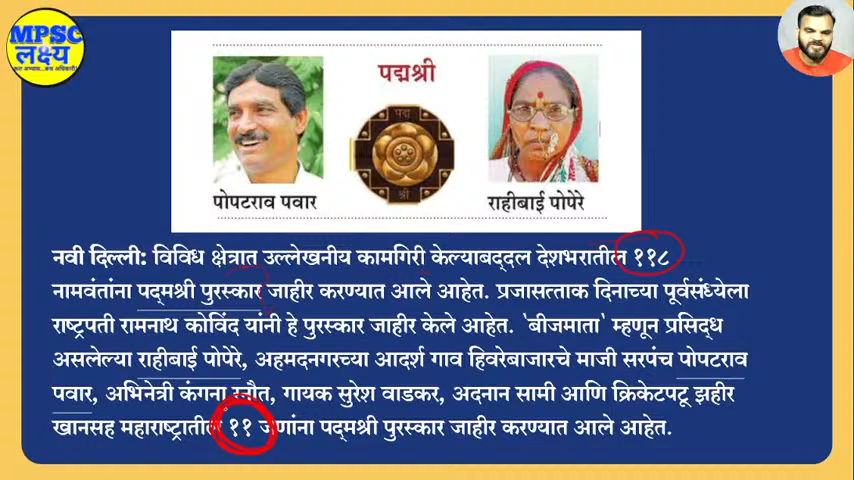 MPSC
लक्ष्य
पद्मश्री
पद्म
श्री
पोपटराव पवार
राहीबाई पोपेरे
नवी दिल्ली: विविध क्षेत्रात उल्लेखनीय कामगिरी केल्याबद्दल देशभरातील ११८
नामवंतांना पद्मश्री पुरस्कार जाहीर करण्यात आले आहेत. प्रजासत्ताक दिनाच्या पूर्वसंध्येला
राष्ट्रपती रामनाथ कोविंद यांनी हे पुरस्कार जाहीर केले आहेत. 'बीजमाता' म्हणून प्रसिद्ध
असलेल्या राहीबाई पोपेरे, अहमदनगरच्या आदर्श गाव हिवरेबाजारचे माजी सरपंच पोपटराव
पवार, अभिनेत्री कंगना रनौत, गायक सुरेश वाडकर, अदनान सामी आणि क्रिकेटपटू झहीर
खानसह महाराष्ट्रातील ११ जणांना पद्मश्री पुरस्कार जाहीर करण्यात आले आहेत.